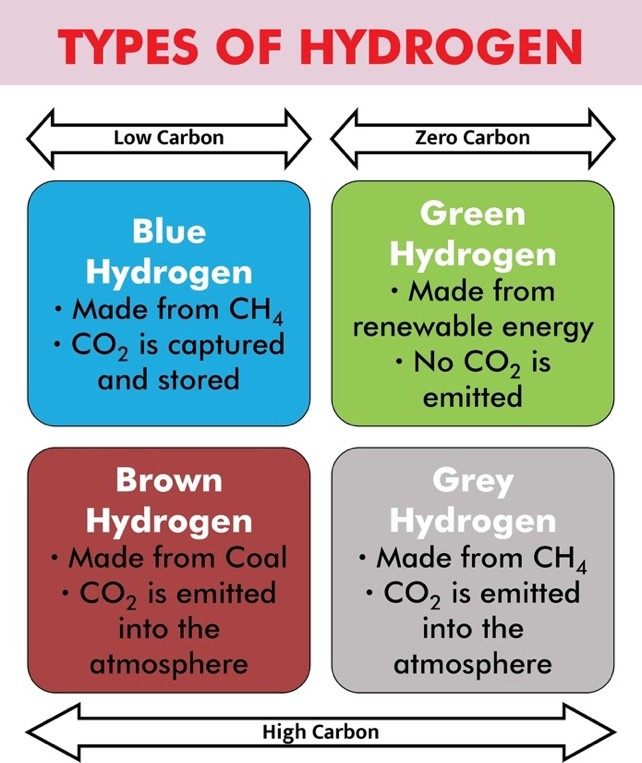 TYPES OF HYDROGEN
Low Carbon
Zero Carbon
Blue
Hydrogen
• Made from CH₄
• CO₂ is captured
and stored
Green
Hydrogen
• Made from
renewable energy
• No CO₂ is
emitted
Brown
Hydrogen
• Made from Coal
• CO₂ is emitted
into the
atmosphere
Grey
Hydrogen
• Made from CH₄
• CO₂ is emitted
into the
atmosphere
High Carbon